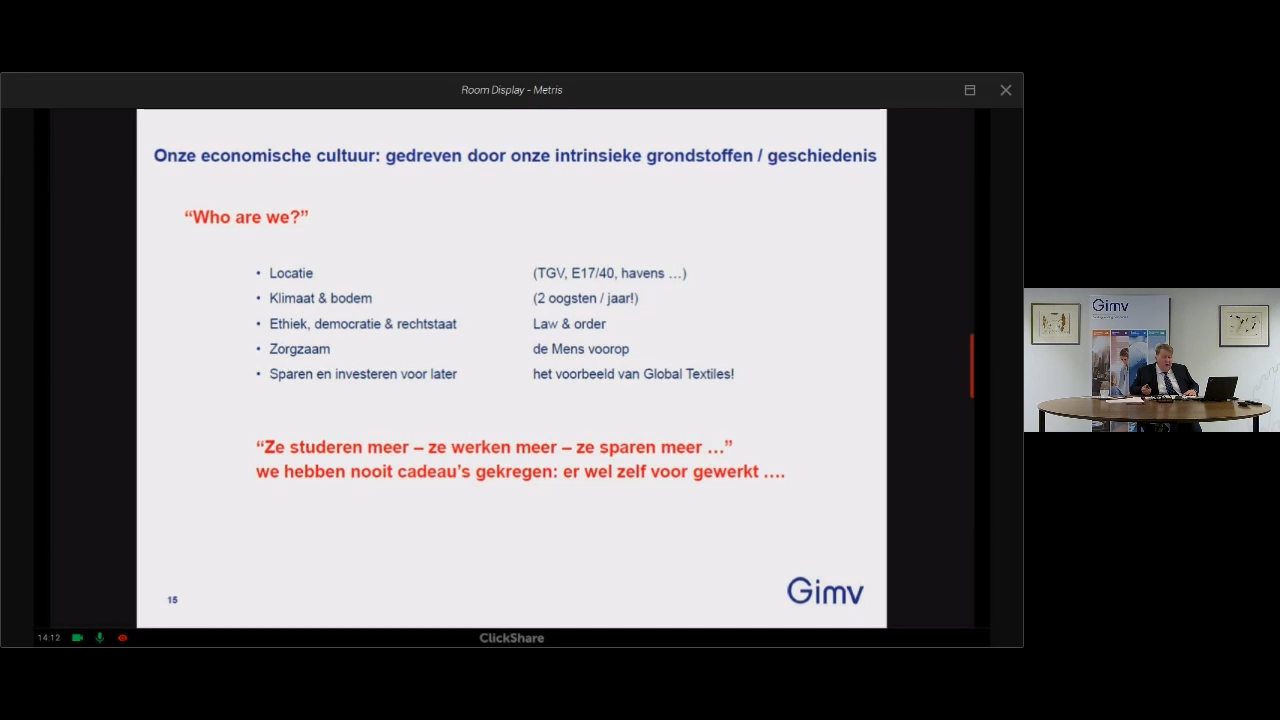 Room Display - Metris
Onze economische cultuur: gedreven door onze intrinsieke grondstoffen / geschiedenis
“Who are we?”
• Locatie (TGV, E17/40, havens …)
• Klimaat & bodem (2 oogsten / jaar!)
• Ethiek, democratie & rechtstaat Law & order
• Zorgzaam de Mens voorop
• Sparen en investeren voor later het voorbeeld van Global Textiles!
“Ze studeren meer – ze werken meer – ze sparen meer …”
we hebben nooit cadeau’s gekregen: er wel zelf voor gewerkt ….
15
Gimv
14:12
ClickShare
Gimv